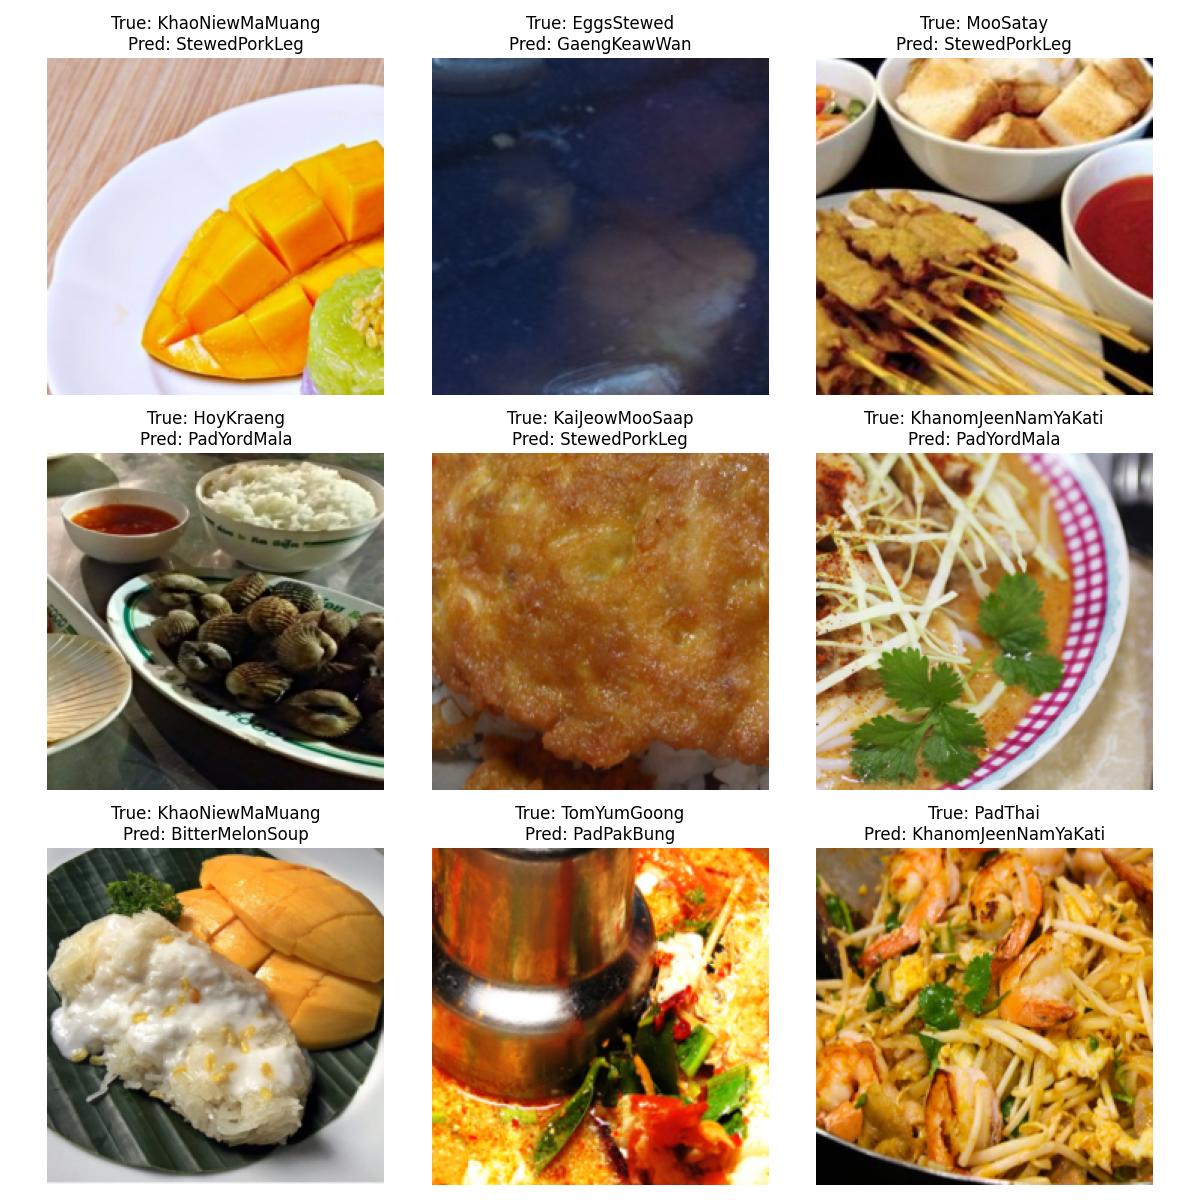 True: KhaoNiewMaMuang
Pred: StewedPorkLeg
True: EggsStewed
Pred: GaengKeawWan
True: MooSatay
Pred: StewedPorkLeg
True: HoyKraeng
Pred: PadYordMala
True: KaiJeowMooSaap
Pred: StewedPorkLeg
True: KhanomJeenNamYaKati
Pred: PadYordMala
True: KhaoNiewMaMuang
Pred: BitterMelonSoup
True: TomYumGoong
Pred: PadPakBung
True: PadThai
Pred: KhanomJeenNamYaKati